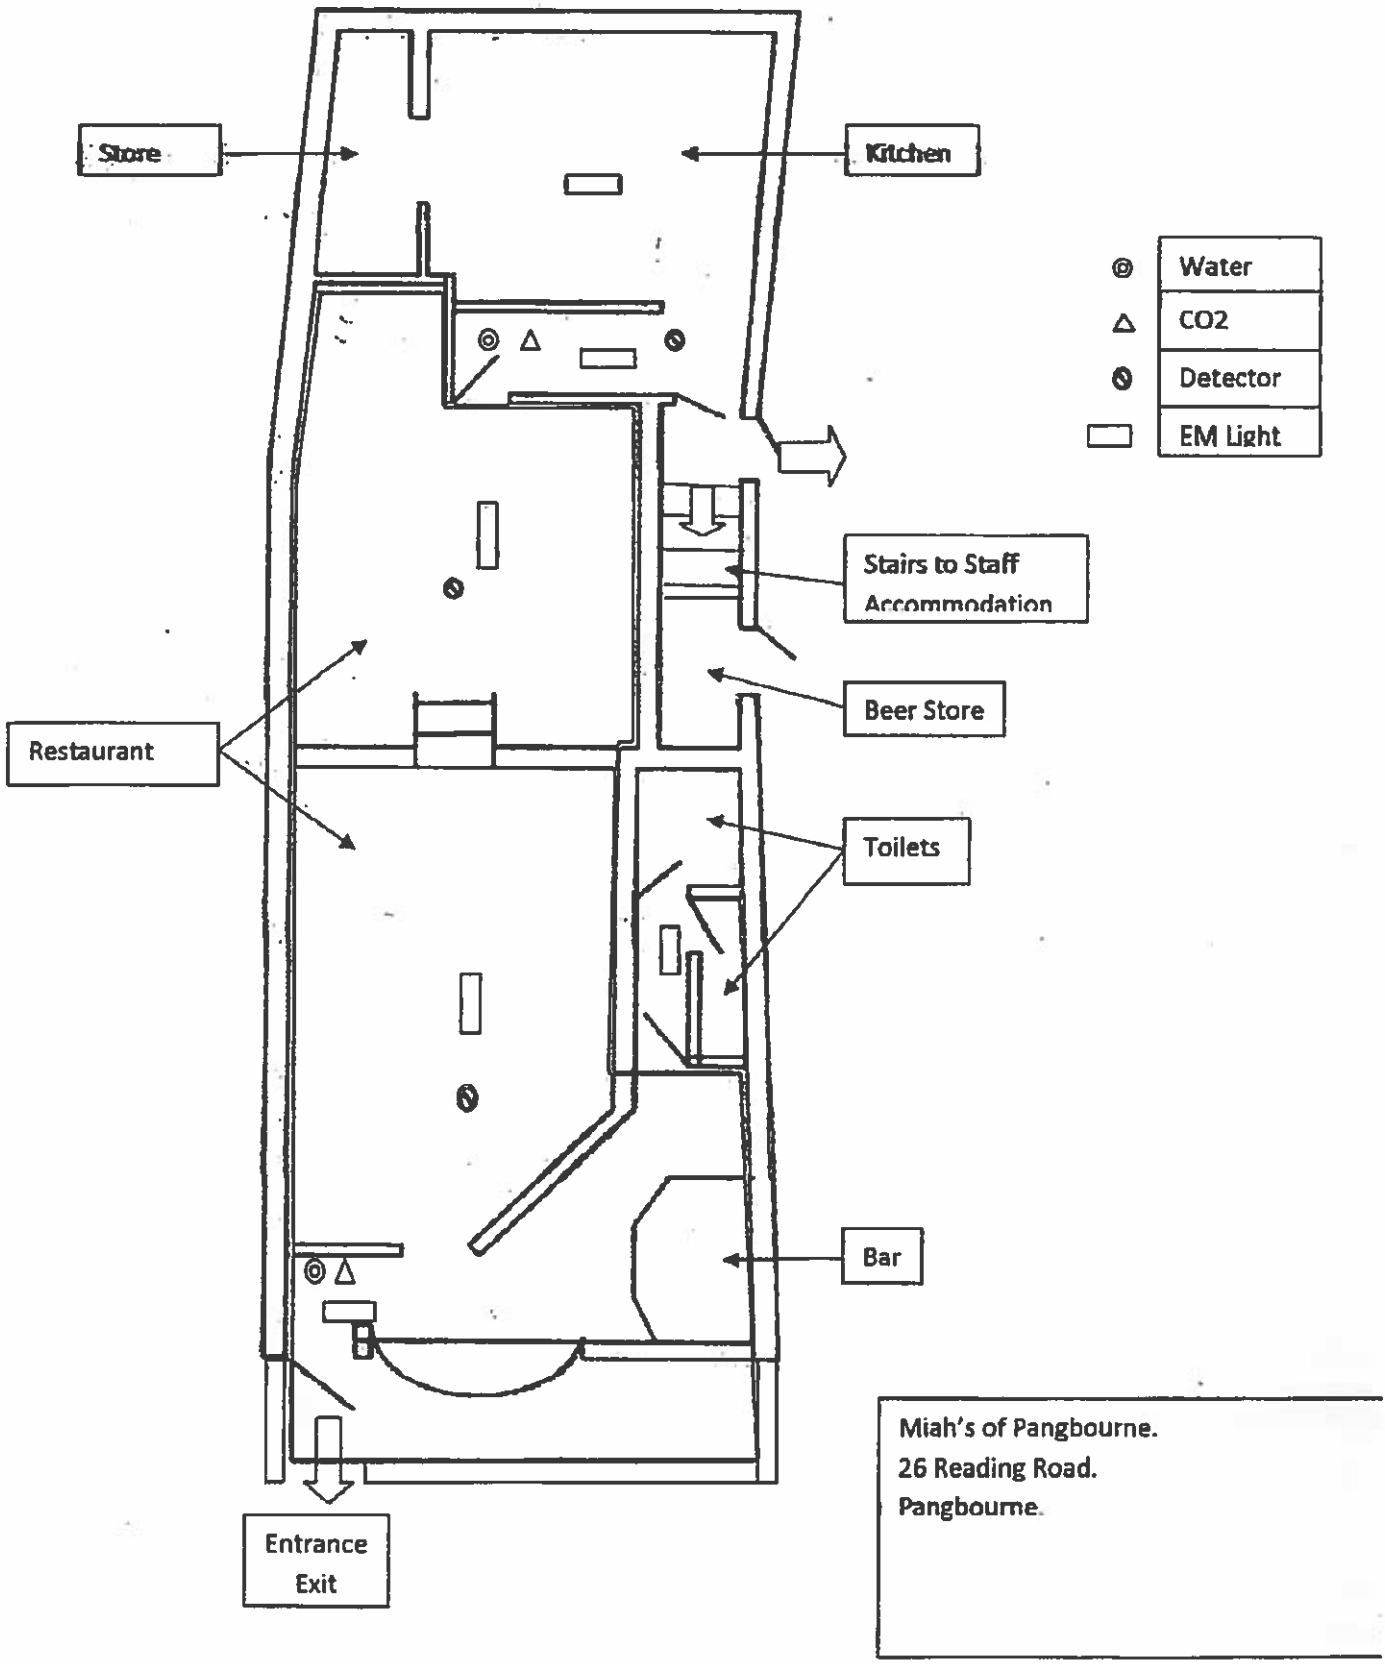 Store
Kitchen
Water
CO2
Detector
EM Light
Stairs to Staff
Accommodation
Beer Store
Restaurant
Toilets
Bar
Miah's of Pangbourne.
26 Reading Road.
Pangbourne.
Entrance
Exit